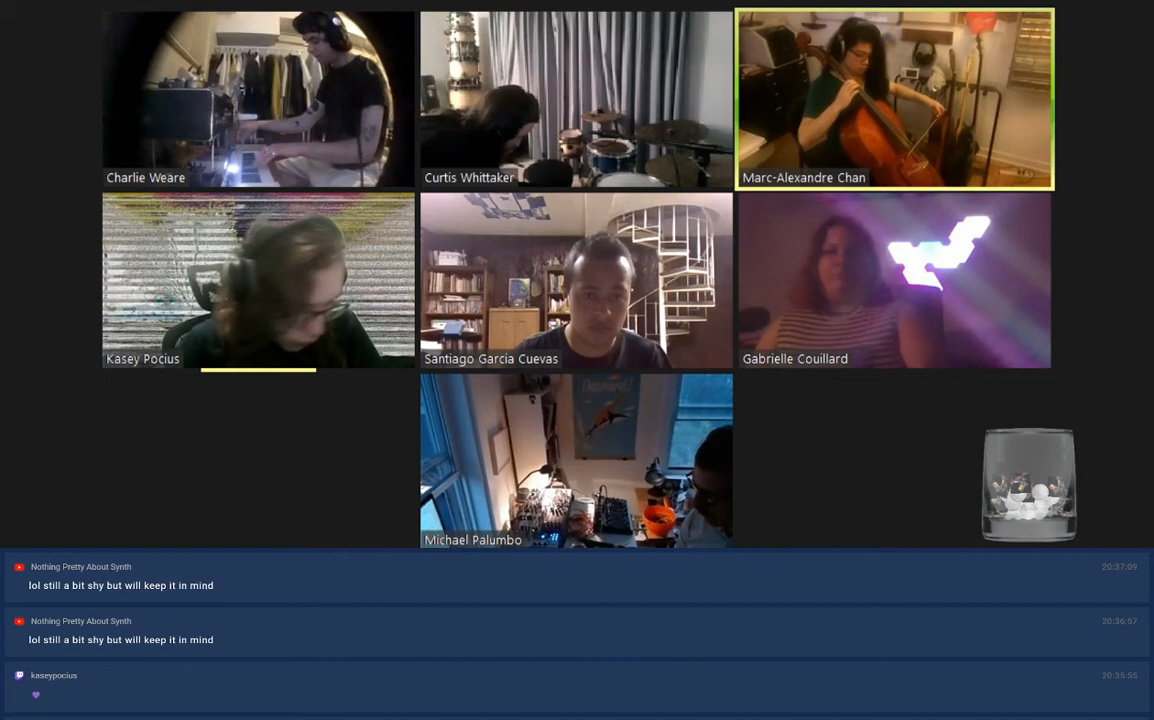 Charlie Weare
Curtis Whittaker
Marc-Alexandre Chan
Kasey Pocius
Santiago Garcia Cuevas
Gabrielle Couillard
Onward!
Michael Palumbo
Nothing Pretty About Synth
20:37:09
lol still a bit shy but will keep it in mind
Nothing Pretty About Synth
20:36:57
lol still a bit shy but will keep it in mind
kaseypocius
20:35:55